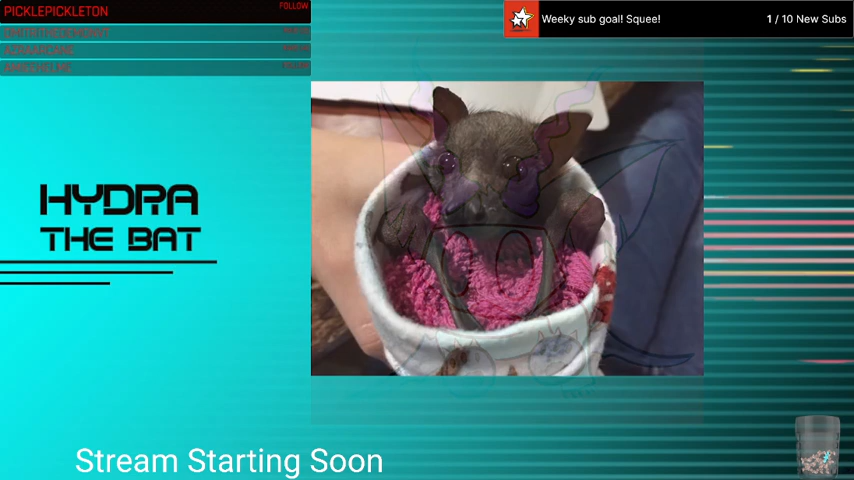 PICKLEPICKLETON
FOLLOW
Weeky sub goal! Squee!
1 / 10 New Subs
HYDRA
THE BAT
Stream Starting Soon